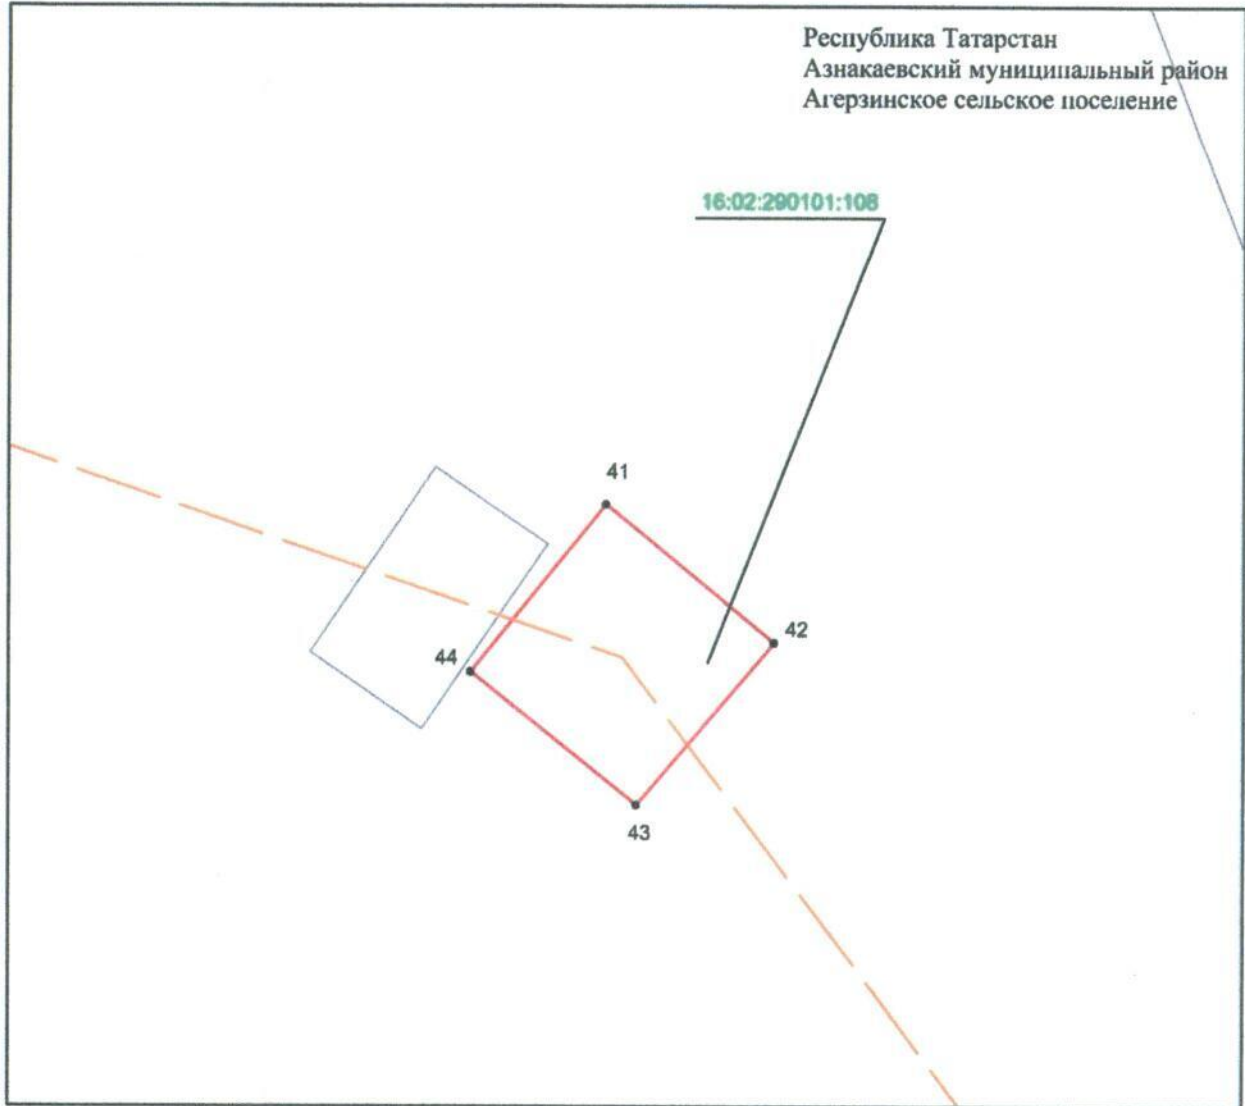 Республика Татарстан
Азнакаевский муниципальный район
Агерзинское сельское поселение
16:02:290101:108
41
42
44
43